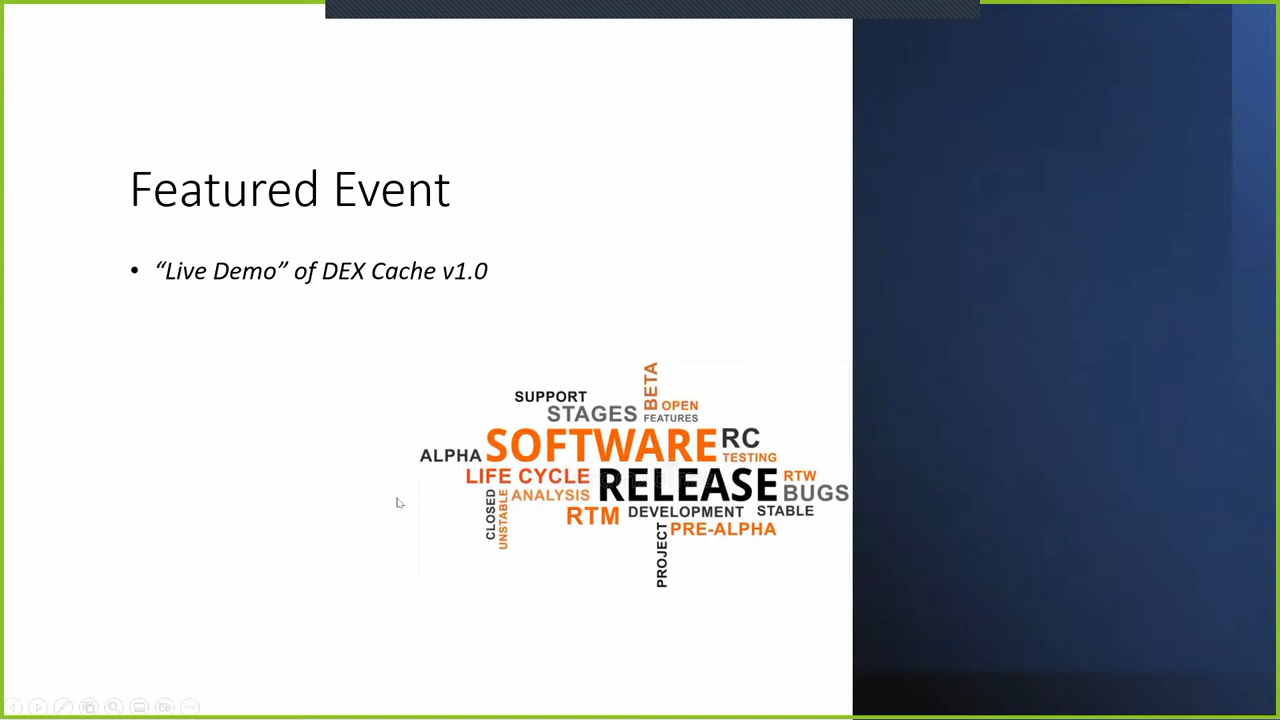 Featured Event
• “Live Demo” of DEX Cache v1.0
BETA
SUPPORT
OPEN
STAGES
FEATURES
SOFTWARE
RC
ALPHA
TESTING
LIFE CYCLE
RELEASE
RTW
BUGS
CLOSED
UNSTABLE
ANALYSIS
RTM
DEVELOPMENT
STABLE
PROJECT
PRE-ALPHA